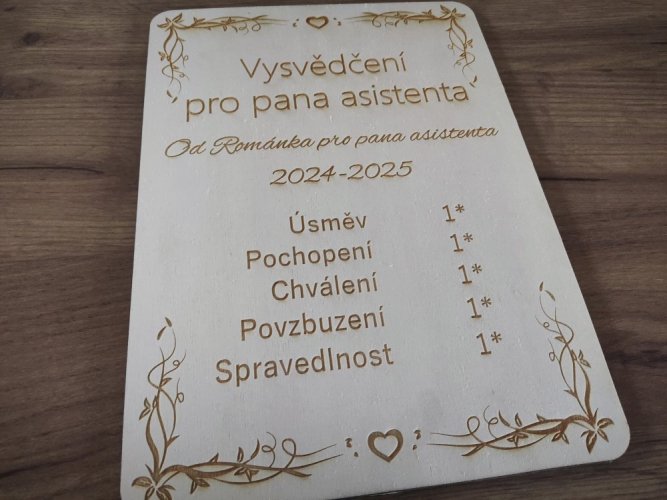 Vysvědčení
pro pana asistenta
Od Románka pro pana asistenta
2024-2025
Úsměv 1*
Pochopení 1*
Chválení 1*
Povzbuzení 1*
Spravedlnost 1*